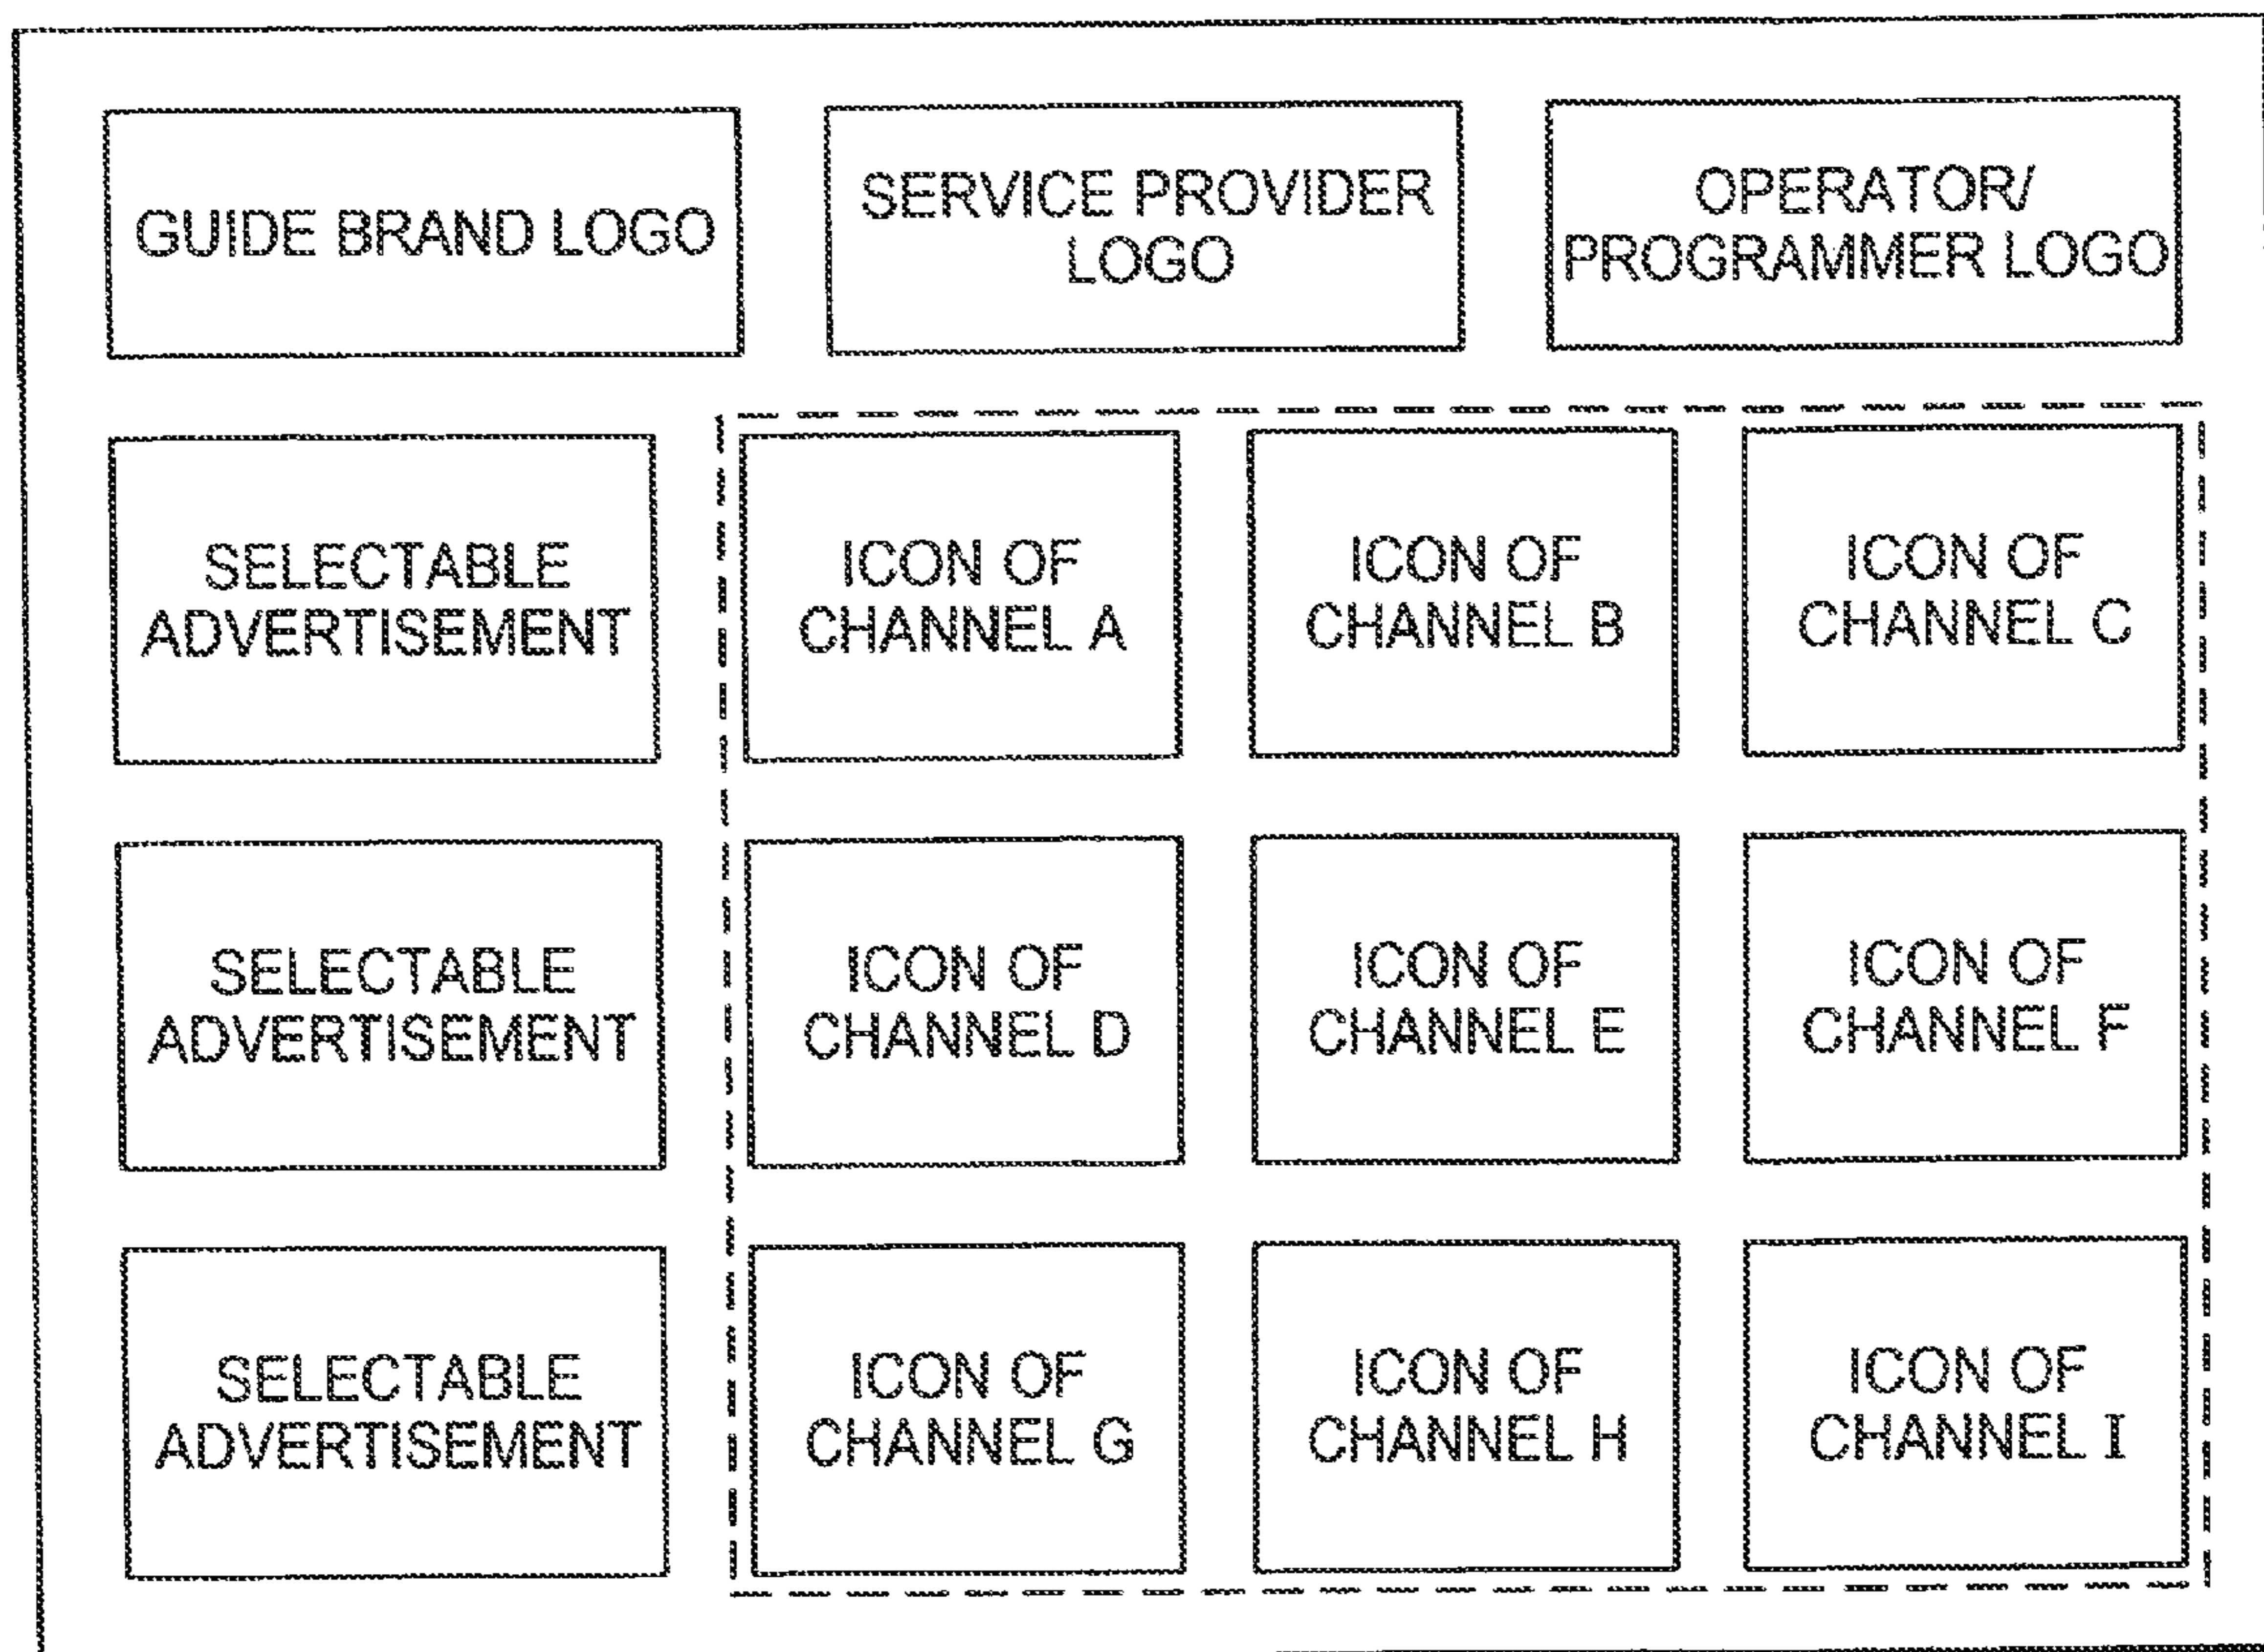 GUIDE BRAND LOGO
SERVICE PROVIDER
LOGO
OPERATOR/
PROGRAMMER LOGO
SELECTABLE
ADVERTISEMENT
ICON OF
CHANNEL A
ICON OF
CHANNEL B
ICON OF
CHANNEL C
SELECTABLE
ADVERTISEMENT
ICON OF
CHANNEL D
ICON OF
CHANNEL E
ICON OF
CHANNEL F
SELECTABLE
ADVERTISEMENT
ICON OF
CHANNEL G
ICON OF
CHANNEL H
ICON OF
CHANNEL I